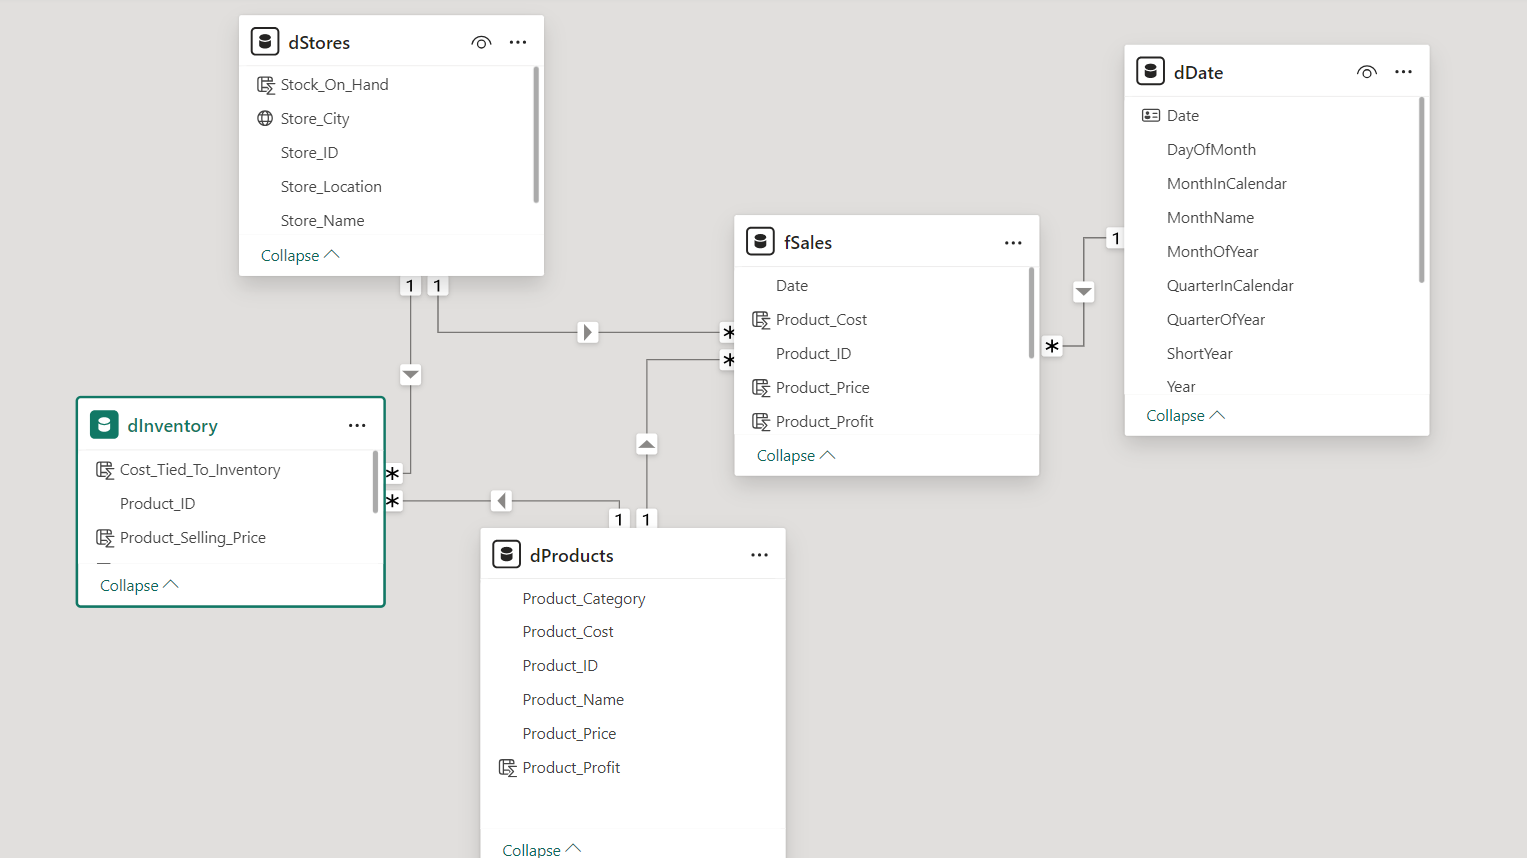 dStores
Stock_On_Hand
Store_City
Store_ID
Store_Location
Store_Name
Collapse
1
1
dInventory
Cost_Tied_To_Inventory
Product_ID
Product_Selling_Price
Collapse
*
*
1
1
dProducts
Product_Category
Product_Cost
Product_ID
Product_Name
Product_Price
Product_Profit
Collapse
*
*
fSales
Date
Product_Cost
Product_ID
Product_Price
Product_Profit
Collapse
*
1
dDate
Date
DayOfMonth
MonthInCalendar
MonthName
MonthOfYear
QuarterInCalendar
QuarterOfYear
ShortYear
Year
Collapse